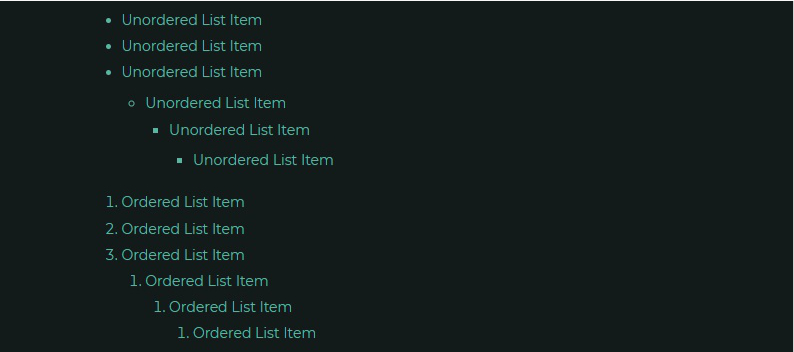 • Unordered List Item
• Unordered List Item
• Unordered List Item
◦ Unordered List Item
▪ Unordered List Item
▪ Unordered List Item
1. Ordered List Item
2. Ordered List Item
3. Ordered List Item
1. Ordered List Item
1. Ordered List Item
1. Ordered List Item